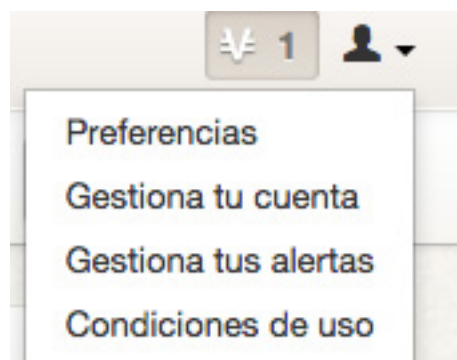 1
Preferencias
Gestiona tu cuenta
Gestiona tus alertas
Condiciones de uso